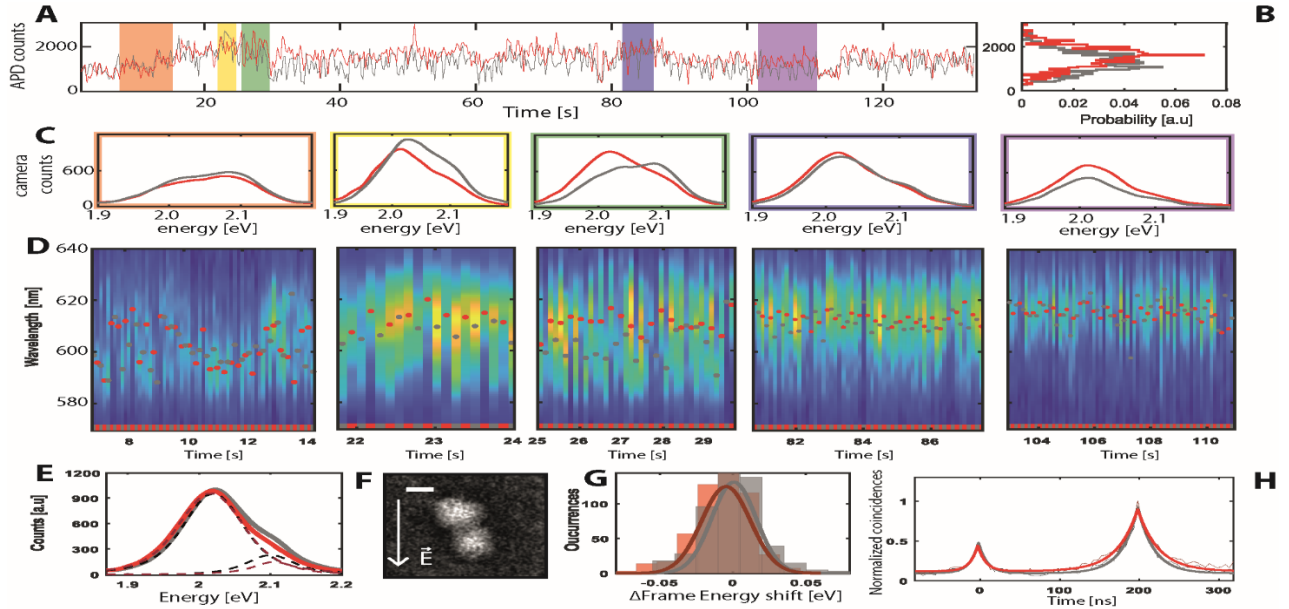 A
B
APD counts
2000
0
20
40
60
80
100
120
Time [s]
2000
0
0
0.02
0.04
0.06
0.08
Probability [a.u]
C
camera
counts
600
0
1.9 2.0 2.1
energy [eV]
1.9 2.0 2.1
energy [eV]
1.9 2.0 2.1
energy [eV]
1.9 2.0 2.1
energy [eV]
1.9 2.0 2.1
energy [eV]
D
Wavelength [nm]
640
620
600
580
8 10 12 14
Time [s]
22 23 24
Time [s]
25 26 27 28 29
Time [s]
82 84 86
Time [s]
104 106 108 110
Time [s]
E
Counts [a.u]
1200
900
600
300
0
1.9 2 2.1 2.2
Energy [eV]
F
E
G
Oucurrences
100
50
0
-0.05 0 0.05
ΔFrame Energy shift [eV]
H
Normalized coincidences
1
0.5
0
0 100 200 300
Time [ns]